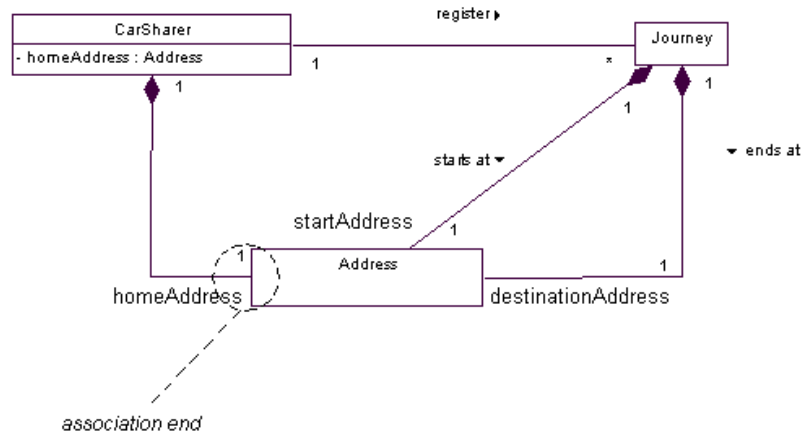 register ▶
CarSharer
- homeAddress : Address
Journey
1
1
*
1
1
starts at ▼
▼ ends at
startAddress
1
1
1
Address
homeAddress
destinationAddress
association end